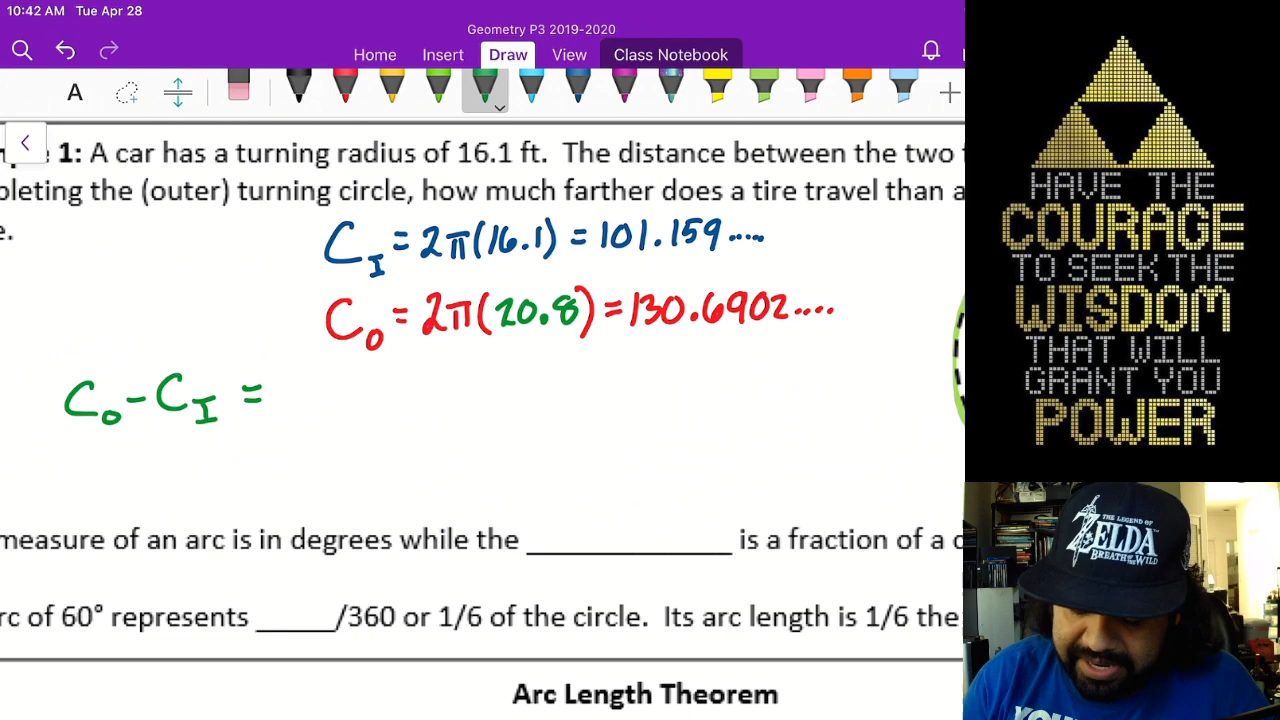 10:42 AM Tue Apr 28
Geometry P3 2019-2020
Home Insert Draw View Class Notebook
A
1: A car has a turning radius of 16.1 ft. The distance between the two
pleting the (outer) turning circle, how much farther does a tire travel than a
e.
C_I = 2π(16.1) = 101.159.....
C_O = 2π(20.8) = 130.6902....
C_O - C_I =
measure of an arc is in degrees while the ______________ is a fraction of a
rc of 60° represents ______/360 or 1/6 of the circle. Its arc length is 1/6 the
Arc Length Theorem
HAVE THE
COURAGE
TO SEEK THE
WISDOM
THAT WILL
GRANT YOU
POWER
THE LEGEND OF
ZELDA
BREATH OF THE WILD
YOU